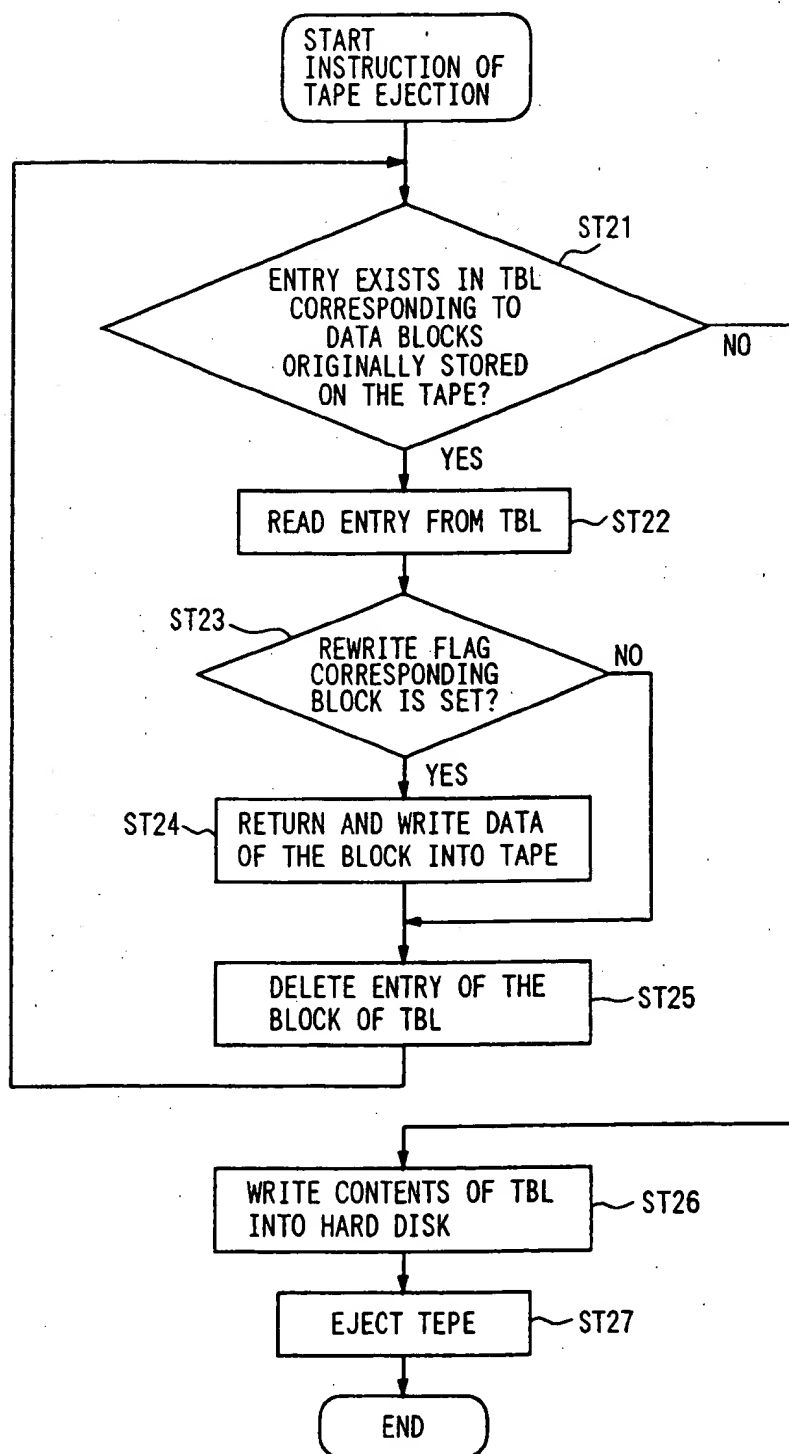 START
INSTRUCTION OF
TAPE EJECTION
ST21
ENTRY EXISTS IN TBL
CORRESPONDING TO
DATA BLOCKS
ORIGINALLY STORED
ON THE TAPE?
NO
YES
READ ENTRY FROM TBL
ST22
ST23
REWRITE FLAG
CORRESPONDING
BLOCK IS SET?
NO
YES
ST24
RETURN AND WRITE DATA
OF THE BLOCK INTO TAPE
DELETE ENTRY OF THE
BLOCK OF TBL
ST25
WRITE CONTENTS OF TBL
INTO HARD DISK
ST26
EJECT TEPE
ST27
END